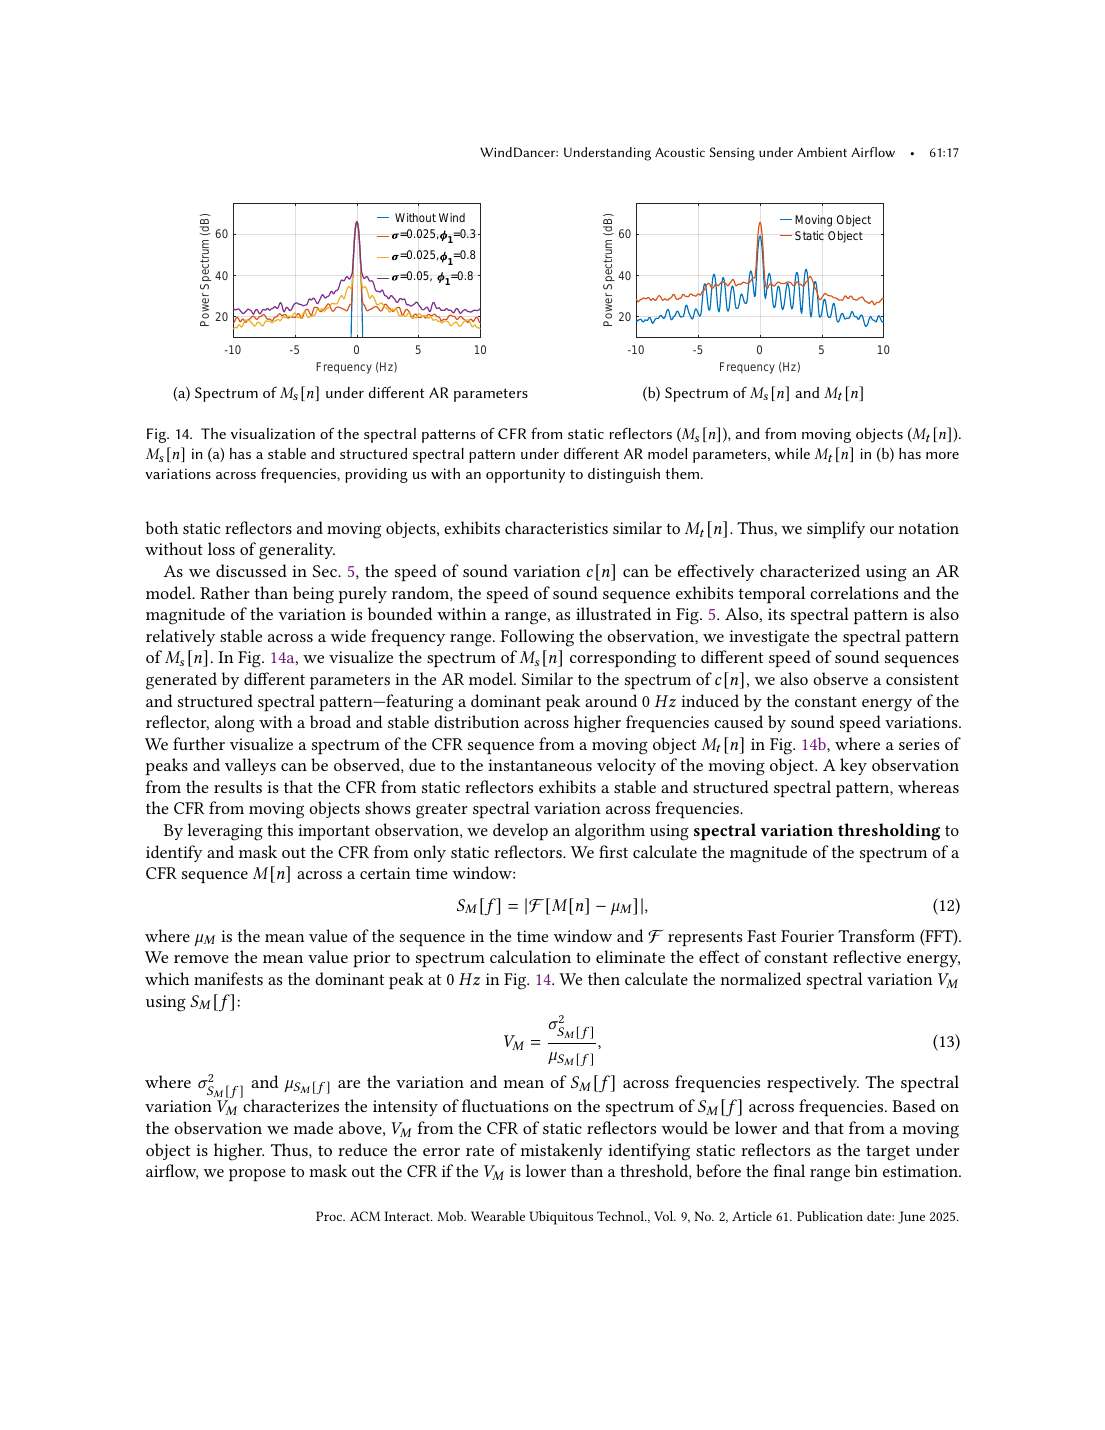 WindDancer: Understanding Acoustic Sensing under Ambient Airflow • 61:17
Power Spectrum (dB)
60
40
20
-10 -5 0 5 10
Frequency (Hz)
Without Wind
σ=0.025,ϕ1=0.3
σ=0.025,ϕ1=0.8
σ=0.05, ϕ1=0.8
(a) Spectrum of Ms[n] under different AR parameters
Power Spectrum (dB)
60
40
20
-10 -5 0 5 10
Frequency (Hz)
Moving Object
Static Object
(b) Spectrum of Ms[n] and Mt[n]
Fig. 14. The visualization of the spectral patterns of CFR from static reflectors (Ms[n]), and from moving objects (Mt[n]).
Ms[n] in (a) has a stable and structured spectral pattern under different AR model parameters, while Mt[n] in (b) has more
variations across frequencies, providing us with an opportunity to distinguish them.
both static reflectors and moving objects, exhibits characteristics similar to Mt[n]. Thus, we simplify our notation
without loss of generality.
As we discussed in Sec. 5, the speed of sound variation c[n] can be effectively characterized using an AR
model. Rather than being purely random, the speed of sound sequence exhibits temporal correlations and the
magnitude of the variation is bounded within a range, as illustrated in Fig. 5. Also, its spectral pattern is also
relatively stable across a wide frequency range. Following the observation, we investigate the spectral pattern
of Ms[n]. In Fig. 14a, we visualize the spectrum of Ms[n] corresponding to different speed of sound sequences
generated by different parameters in the AR model. Similar to the spectrum of c[n], we also observe a consistent
and structured spectral pattern—featuring a dominant peak around 0 Hz induced by the constant energy of the
reflector, along with a broad and stable distribution across higher frequencies caused by sound speed variations.
We further visualize a spectrum of the CFR sequence from a moving object Mt[n] in Fig. 14b, where a series of
peaks and valleys can be observed, due to the instantaneous velocity of the moving object. A key observation
from the results is that the CFR from static reflectors exhibits a stable and structured spectral pattern, whereas
the CFR from moving objects shows greater spectral variation across frequencies.
By leveraging this important observation, we develop an algorithm using spectral variation thresholding to
identify and mask out the CFR from only static reflectors. We first calculate the magnitude of the spectrum of a
CFR sequence M[n] across a certain time window:
SM[f] = |ℱ[M[n] − μM]|, (12)
where μM is the mean value of the sequence in the time window and ℱ represents Fast Fourier Transform (FFT).
We remove the mean value prior to spectrum calculation to eliminate the effect of constant reflective energy,
which manifests as the dominant peak at 0 Hz in Fig. 14. We then calculate the normalized spectral variation VM
using SM[f]:
VM = σ²SM[f] / μSM[f], (13)
where σ²SM[f] and μSM[f] are the variation and mean of SM[f] across frequencies respectively. The spectral
variation VM characterizes the intensity of fluctuations on the spectrum of SM[f] across frequencies. Based on
the observation we made above, VM from the CFR of static reflectors would be lower and that from a moving
object is higher. Thus, to reduce the error rate of mistakenly identifying static reflectors as the target under
airflow, we propose to mask out the CFR if the VM is lower than a threshold, before the final range bin estimation.
Proc. ACM Interact. Mob. Wearable Ubiquitous Technol., Vol. 9, No. 2, Article 61. Publication date: June 2025.